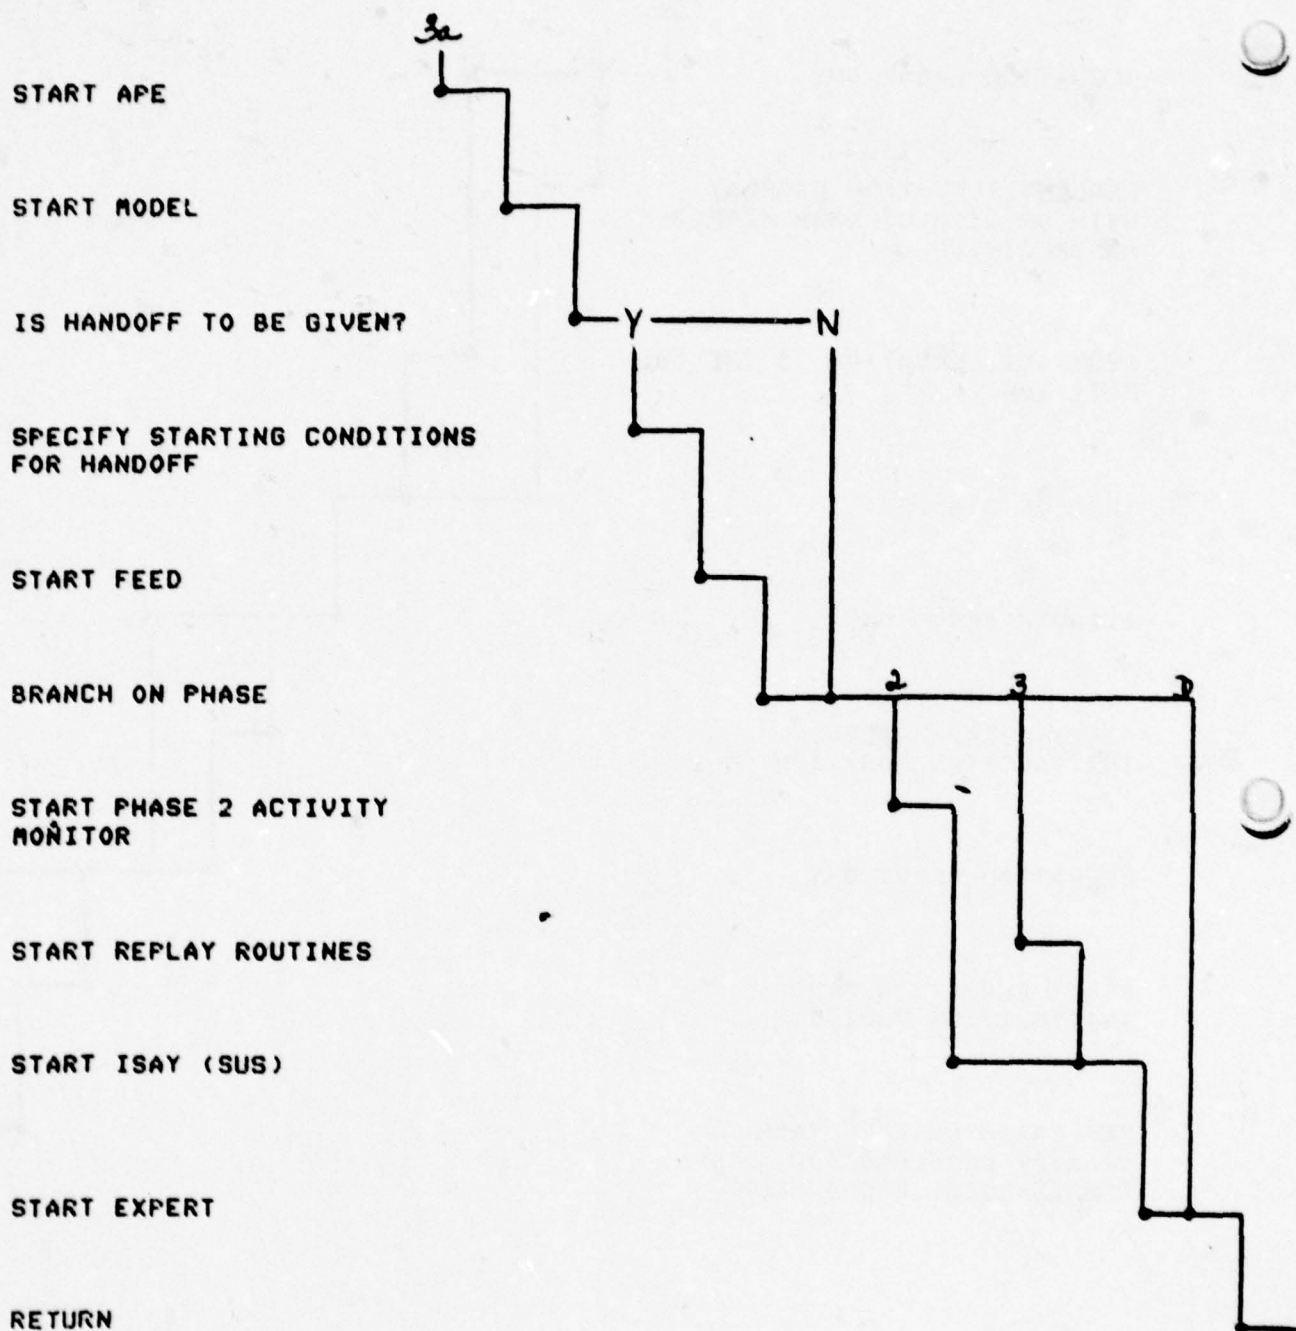 3a
START APE
START MODEL
IS HANDOFF TO BE GIVEN?
Y N
SPECIFY STARTING CONDITIONS
FOR HANDOFF
START FEED
BRANCH ON PHASE
2 3 D
START PHASE 2 ACTIVITY
MONITOR
START REPLAY ROUTINES
START ISAY (SUS)
START EXPERT
RETURN